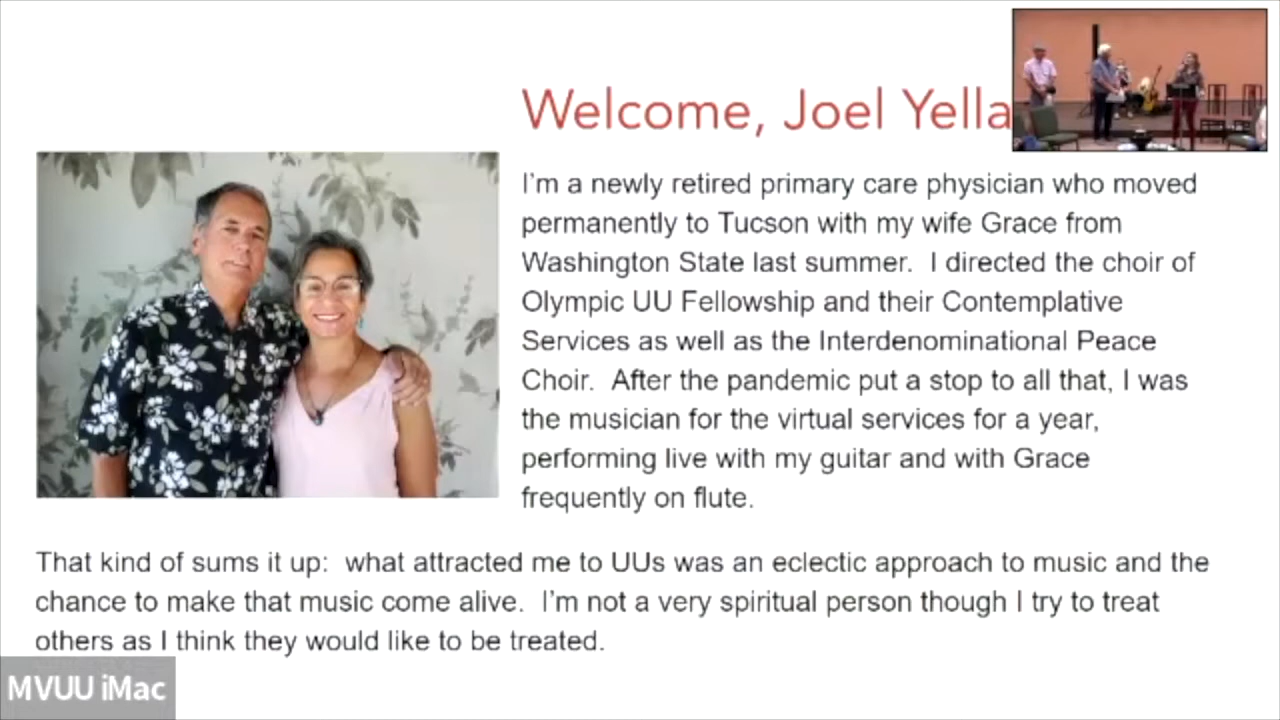 Welcome, Joel Yella
I'm a newly retired primary care physician who moved
permanently to Tucson with my wife Grace from
Washington State last summer.  I directed the choir of
Olympic UU Fellowship and their Contemplative
Services as well as the Interdenominational Peace
Choir.  After the pandemic put a stop to all that, I was
the musician for the virtual services for a year,
performing live with my guitar and with Grace
frequently on flute.
That kind of sums it up:  what attracted me to UUs was an eclectic approach to music and the
chance to make that music come alive.  I'm not a very spiritual person though I try to treat
others as I think they would like to be treated.
MVUU iMac